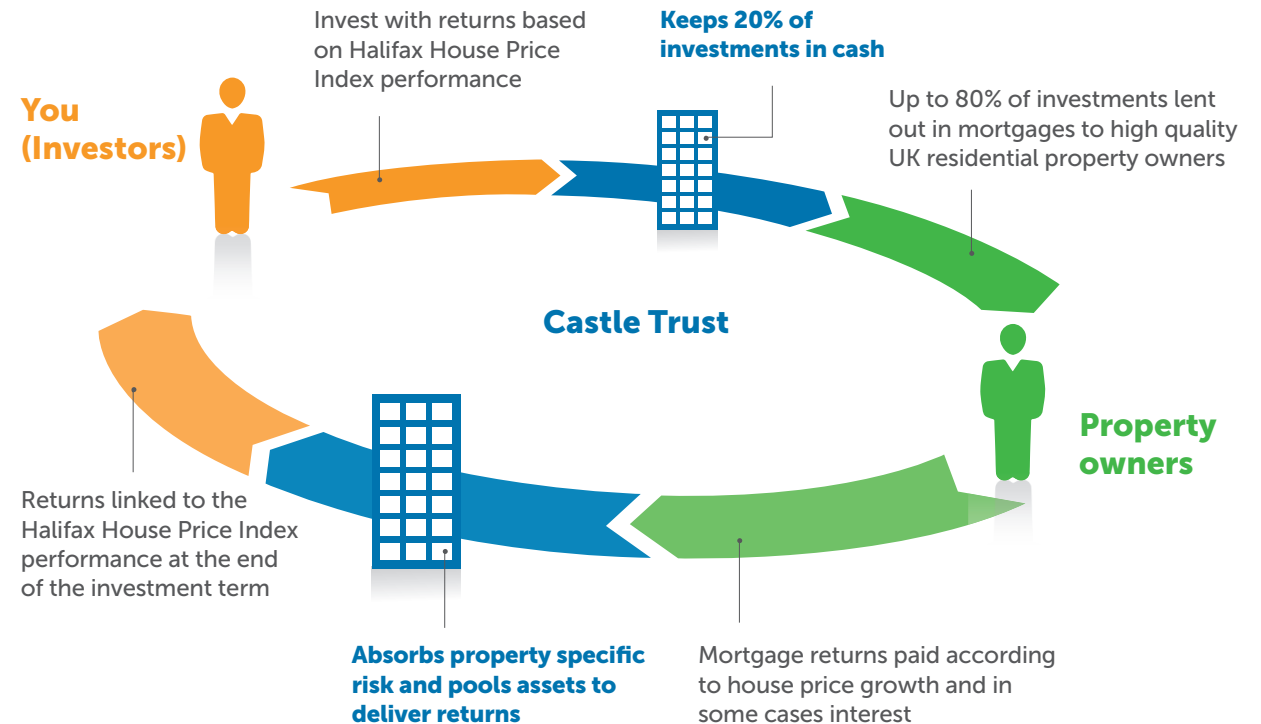 You
(Investors)
Invest with returns based
on Halifax House Price
Index performance
Keeps 20% of
investments in cash
Up to 80% of investments lent
out in mortgages to high quality
UK residential property owners
Castle Trust
Property
owners
Returns linked to the
Halifax House Price Index
performance at the end
of the investment term
Absorbs property specific
risk and pools assets to
deliver returns
Mortgage returns paid according
to house price growth and in
some cases interest